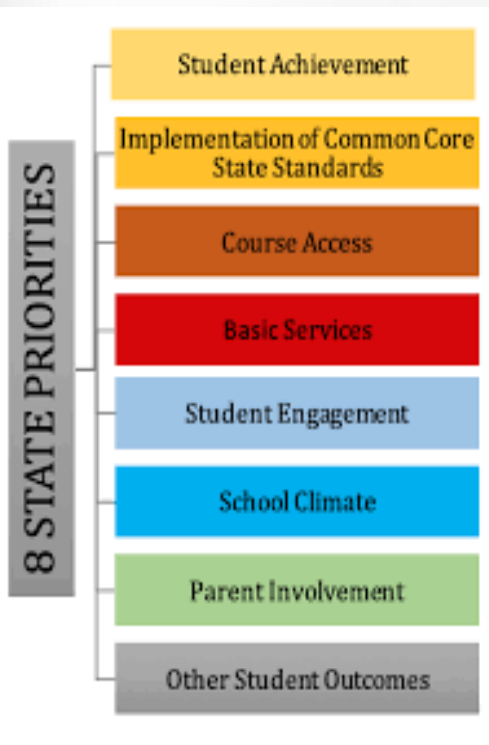 8 STATE PRIORITIES
Student Achievement
Implementation of Common Core
State Standards
Course Access
Basic Services
Student Engagement
School Climate
Parent Involvement
Other Student Outcomes